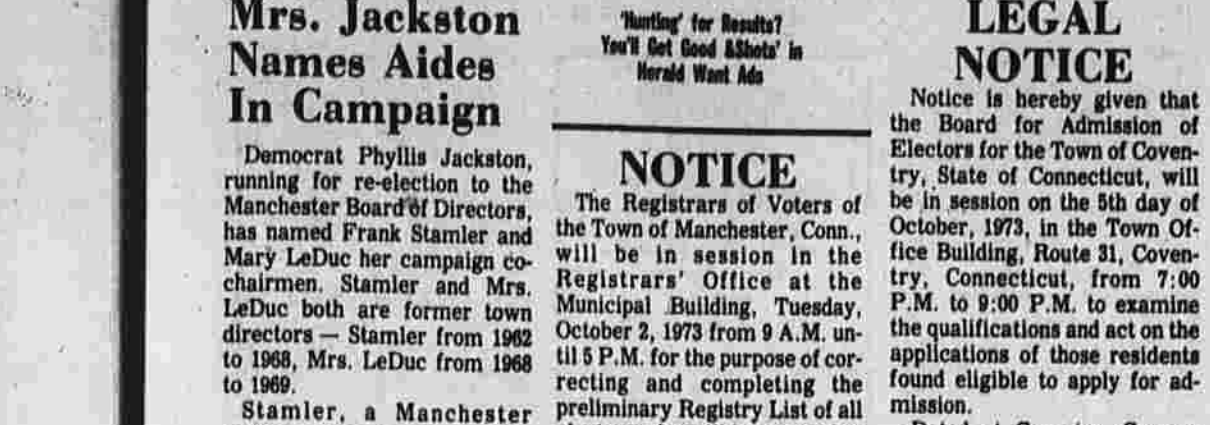 Mrs. Jackston
Names Aides
In Campaign
Democrat Phyllis Jackston,
running for re-election to the
Manchester Board of Directors,
has named Frank Stamler and
Mary LeDuc her campaign co-
chairmen. Stamler and Mrs.
LeDuc both are former town
directors — Stamler from 1962
to 1968, Mrs. LeDuc from 1968
to 1969.
Stamler, a Manchester
'Hunting' for Results?
You'll Get Good &Shots' in
Herald Want Ads
NOTICE
The Registrars of Voters of
the Town of Manchester, Conn.,
will be in session in the
Registrars' Office at the
Municipal Building, Tuesday,
October 2, 1973 from 9 A.M. un-
til 5 P.M. for the purpose of cor-
recting and completing the
preliminary Registry List of all
LEGAL
NOTICE
Notice is hereby given that
the Board for Admission of
Electors for the Town of Coven-
try, State of Connecticut, will
be in session on the 5th day of
October, 1973, in the Town Of-
fice Building, Route 31, Coven-
try, Connecticut, from 7:00
P.M. to 9:00 P.M. to examine
the qualifications and act on the
applications of those residents
found eligible to apply for ad-
mission.